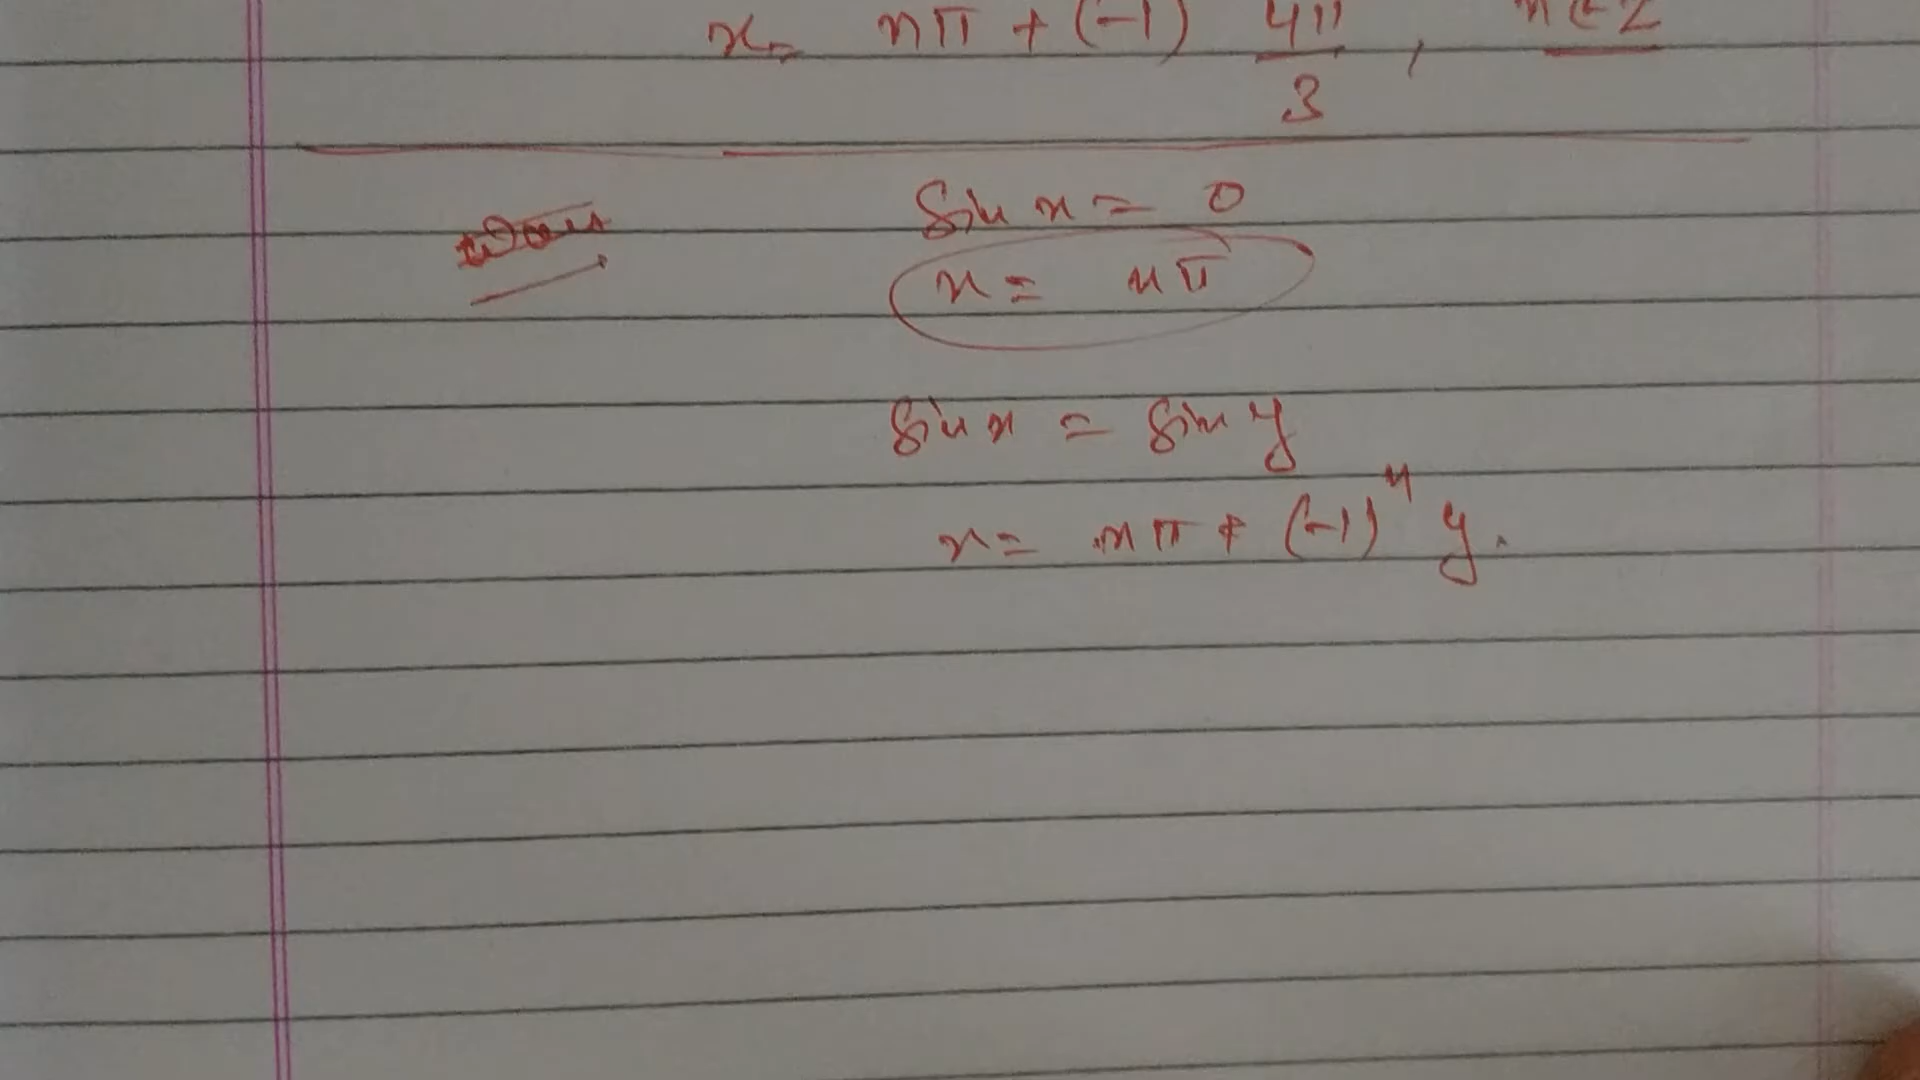 x = nπ + (-1) 4π/3 , n ∈ Z
Sin x = 0
x = nπ
Sin x = Sin y
x = nπ + (-1)^n y.